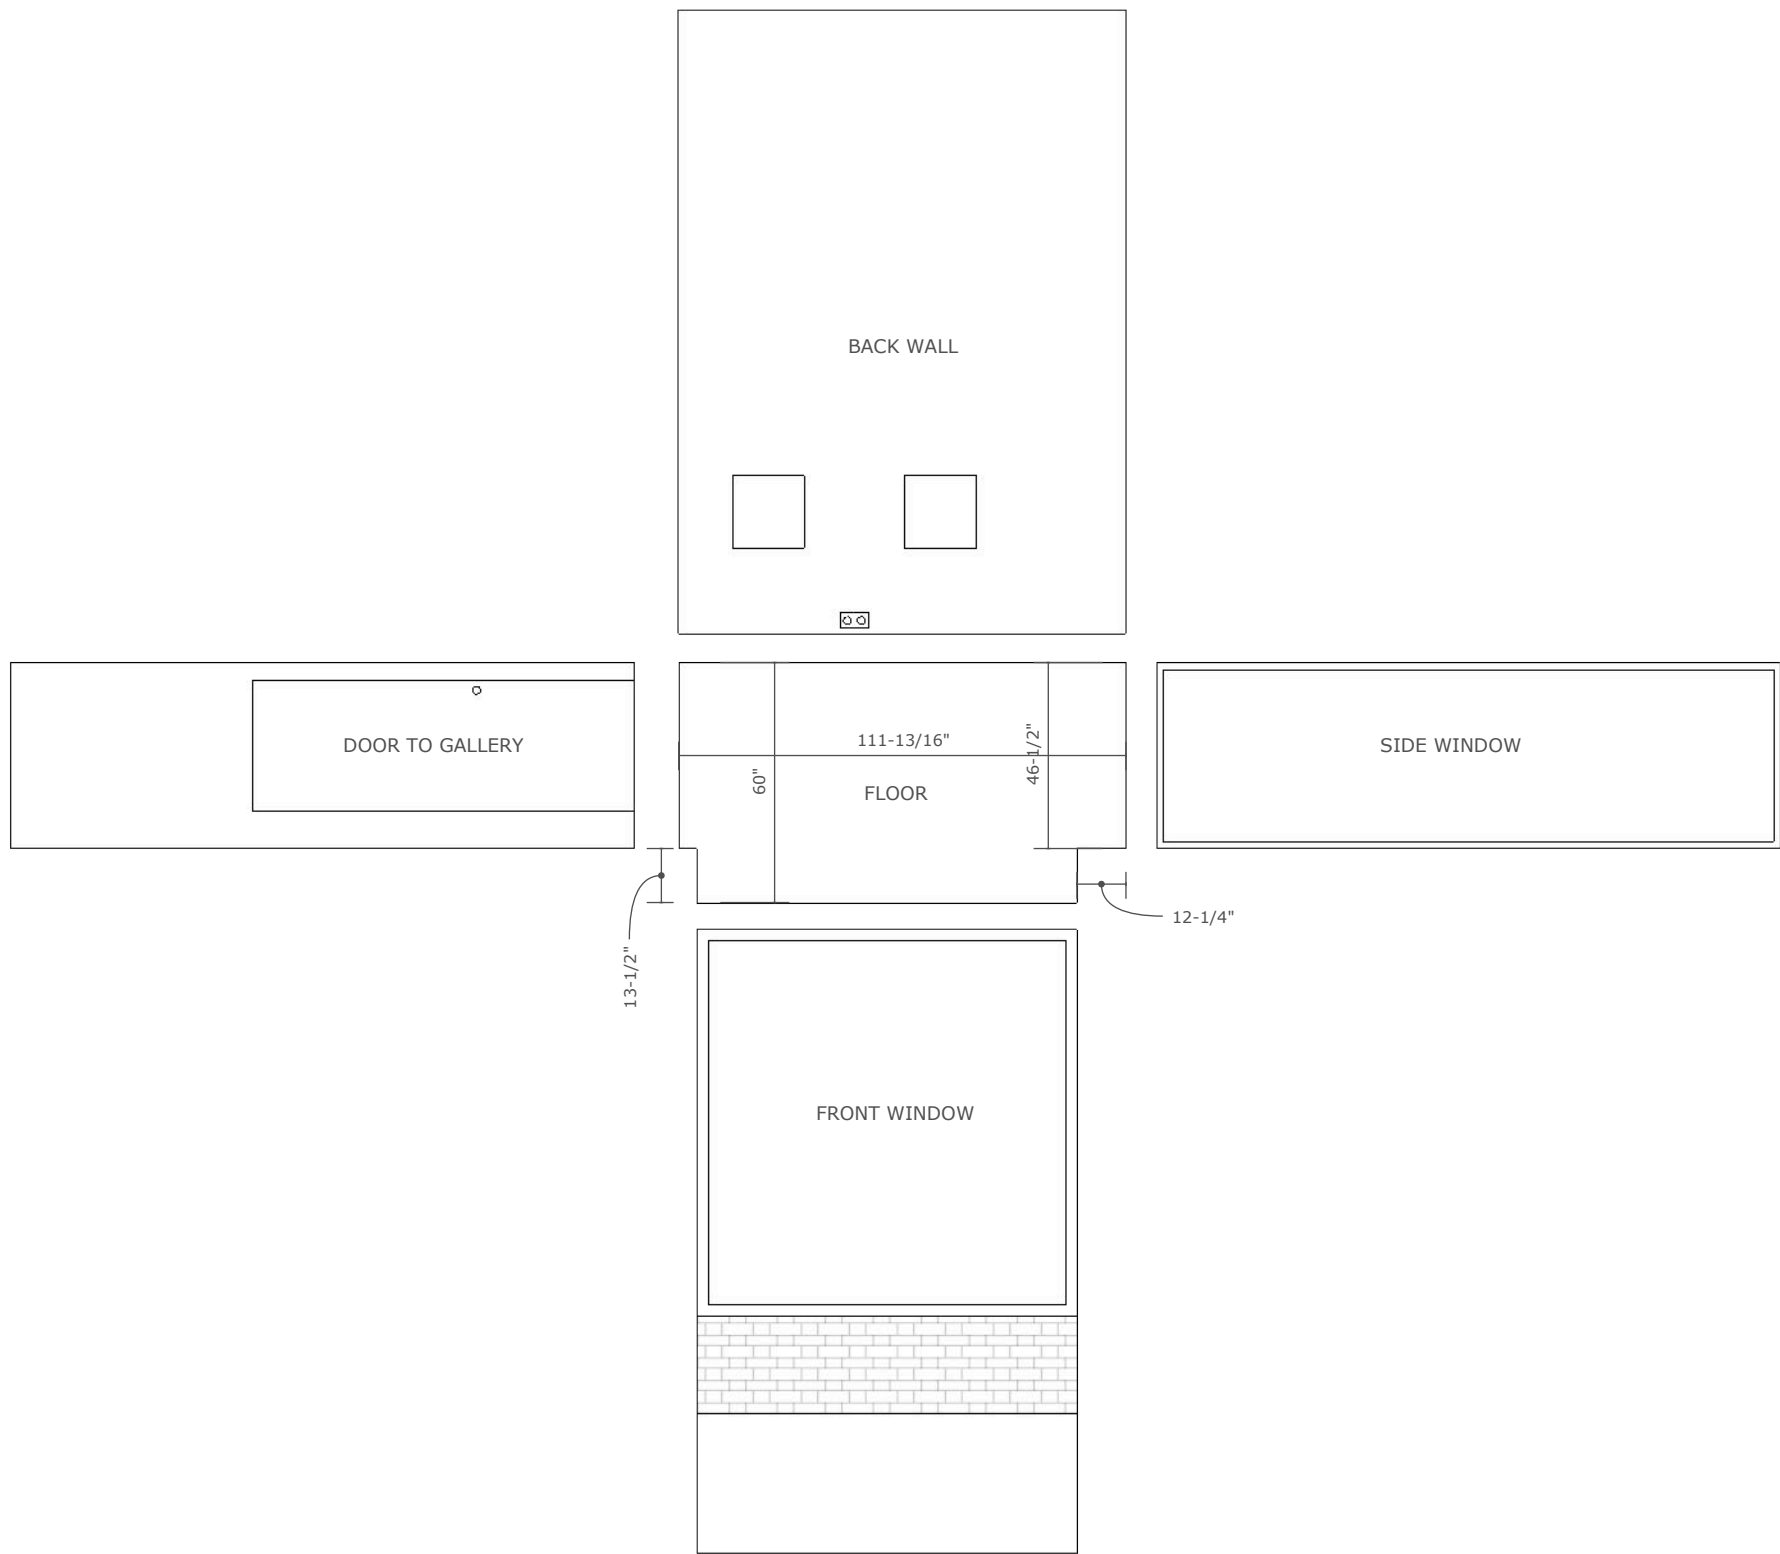 BACK WALL
DOOR TO GALLERY
111-13/16"
46-1/2"
60"
FLOOR
SIDE WINDOW
13-1/2"
12-1/4"
FRONT WINDOW